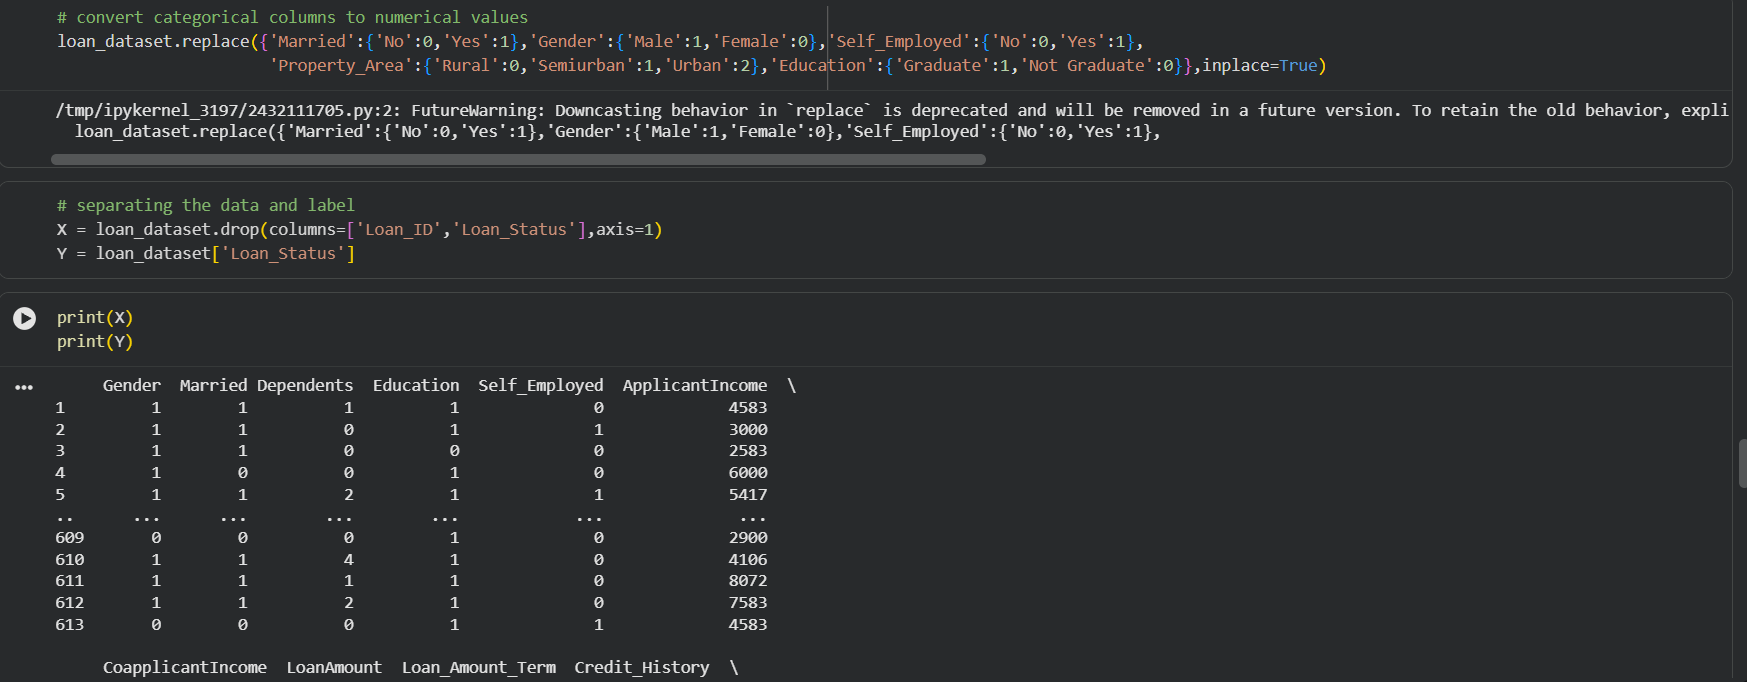 # convert categorical columns to numerical values
loan_dataset.replace({'Married':{'No':0,'Yes':1},'Gender':{'Male':1,'Female':0},'Self_Employed':{'No':0,'Yes':1},
                      'Property_Area':{'Rural':0,'Semiurban':1,'Urban':2},'Education':{'Graduate':1,'Not Graduate':0}},inplace=True)
/tmp/ipykernel_3197/2432111705.py:2: FutureWarning: Downcasting behavior in `replace` is deprecated and will be removed in a future version. To retain the old behavior, expli
  loan_dataset.replace({'Married':{'No':0,'Yes':1},'Gender':{'Male':1,'Female':0},'Self_Employed':{'No':0,'Yes':1},
# separating the data and label
X = loan_dataset.drop(columns=['Loan_ID','Loan_Status'],axis=1)
Y = loan_dataset['Loan_Status']
print(X)
print(Y)
     Gender  Married Dependents  Education  Self_Employed  ApplicantIncome  \
1         1        1          1          1              0             4583
2         1        1          0          1              1             3000
3         1        1          0          0              0             2583
4         1        0          0          1              0             6000
5         1        1          2          1              1             5417
..      ...      ...        ...        ...            ...              ...
609       0        0          0          1              0             2900
610       1        1          4          1              0             4106
611       1        1          1          1              0             8072
612       1        1          2          1              0             7583
613       0        0          0          1              1             4583
     CoapplicantIncome  LoanAmount  Loan_Amount_Term  Credit_History  \